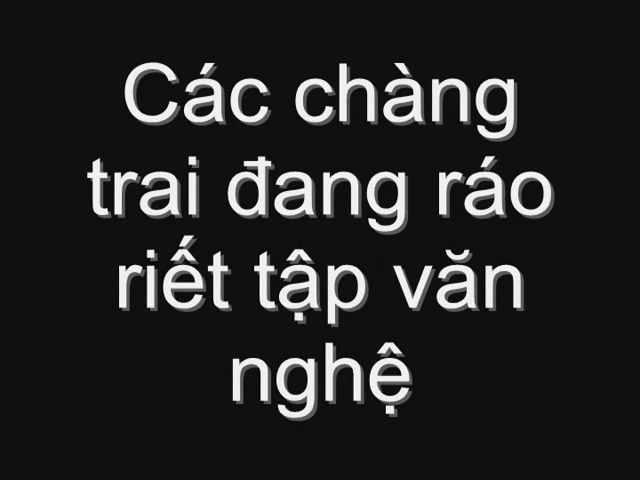 Các chàng
trai đang ráo
riết tập văn
nghệ